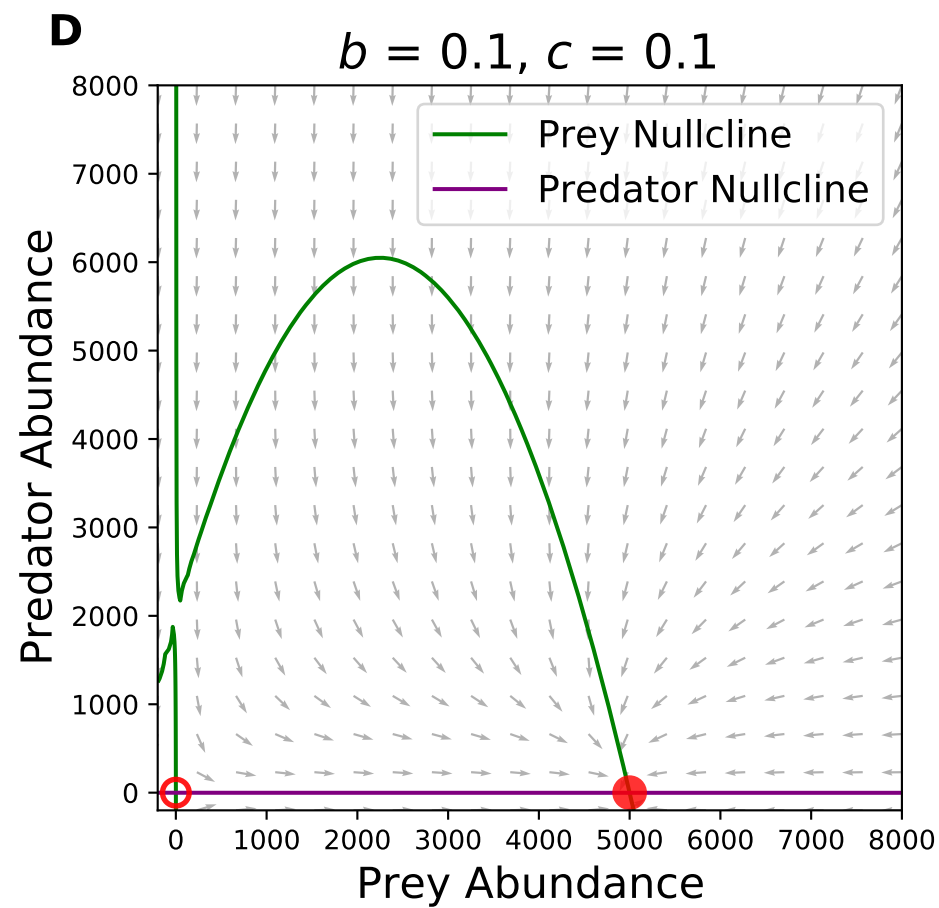 D
b = 0.1, c = 0.1
Prey Nullcline
Predator Nullcline
8000
7000
6000
5000
4000
3000
2000
1000
0
Predator Abundance
0 1000 2000 3000 4000 5000 6000 7000 8000
Prey Abundance